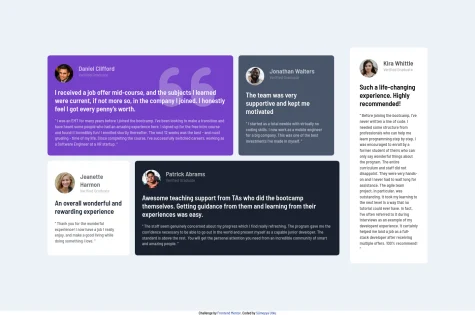 Daniel Clifford
Verified Graduate
I received a job offer mid-course, and the subjects I learned
were current, if not more so, in the company I joined. I honestly
feel I got every penny's worth.
" I was an EMT for many years before I joined the bootcamp. I've been looking to make a transition and
have heard some people who had an amazing experience here. I signed up for the free intro course
and found it incredibly fun! I enrolled shortly thereafter. The next 12 weeks was the best - and most
grueling - time of my life. Since completing the course, I've successfully switched careers, working as
a Software Engineer at a VR startup. "
Jonathan Walters
Verified Graduate
The team was very
supportive and kept me
motivated
" I started as a total newbie with virtually no
coding skills. I now work as a mobile engineer
for a big company. This was one of the best
investments I've made in myself. "
Kira Whittle
Verified Graduate
Such a life-changing
experience. Highly
recommended!
" Before joining the bootcamp, I've
never written a line of code. I
needed some structure from
professionals who can help me
learn programming step by step. I
was encouraged to enroll by a
former student of theirs who can
only say wonderful things about
the program. The entire
curriculum and staff did not
disappoint. They were very hands-
on and I never had to wait long for
assistance. The agile team
project, in particular, was
outstanding. It took my learning to
the next level in a way that no
tutorial could ever have. In fact,
I've often referred to it during
interviews as an example of my
developent experience. It certainly
helped me land a job as a full-
stack developer after receiving
multiple offers. 100% recommend!
"
Jeanette
Harmon
Verified Graduate
An overall wonderful and
rewarding experience
" Thank you for the wonderful
experience! I now have a job I really
enjoy, and make a good living while
doing something I love. "
Patrick Abrams
Verified Graduate
Awesome teaching support from TAs who did the bootcamp
themselves. Getting guidance from them and learning from their
experiences was easy.
" The staff seem genuinely concerned about my progress which I find really refreshing. The program gave me the
confidence necessary to be able to go out in the world and present myself as a capable junior developer. The
standard is above the rest. You will get the personal attention you need from an incredible community of smart
and amazing people. "
Challenge by Frontend Mentor. Coded by